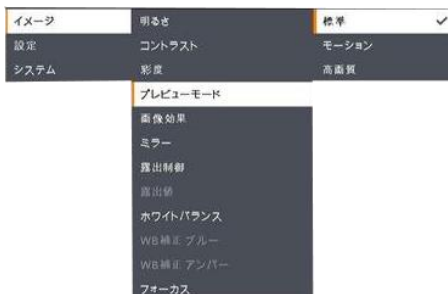 イメージ
設定
システム
明るさ
コントラスト
彩度
プレビューモード
画像効果
ミラー
露出制御
露出値
ホワイトバランス
WB補正 ブルー
WB補正 アンバー
フォーカス
標準
モーション
高画質